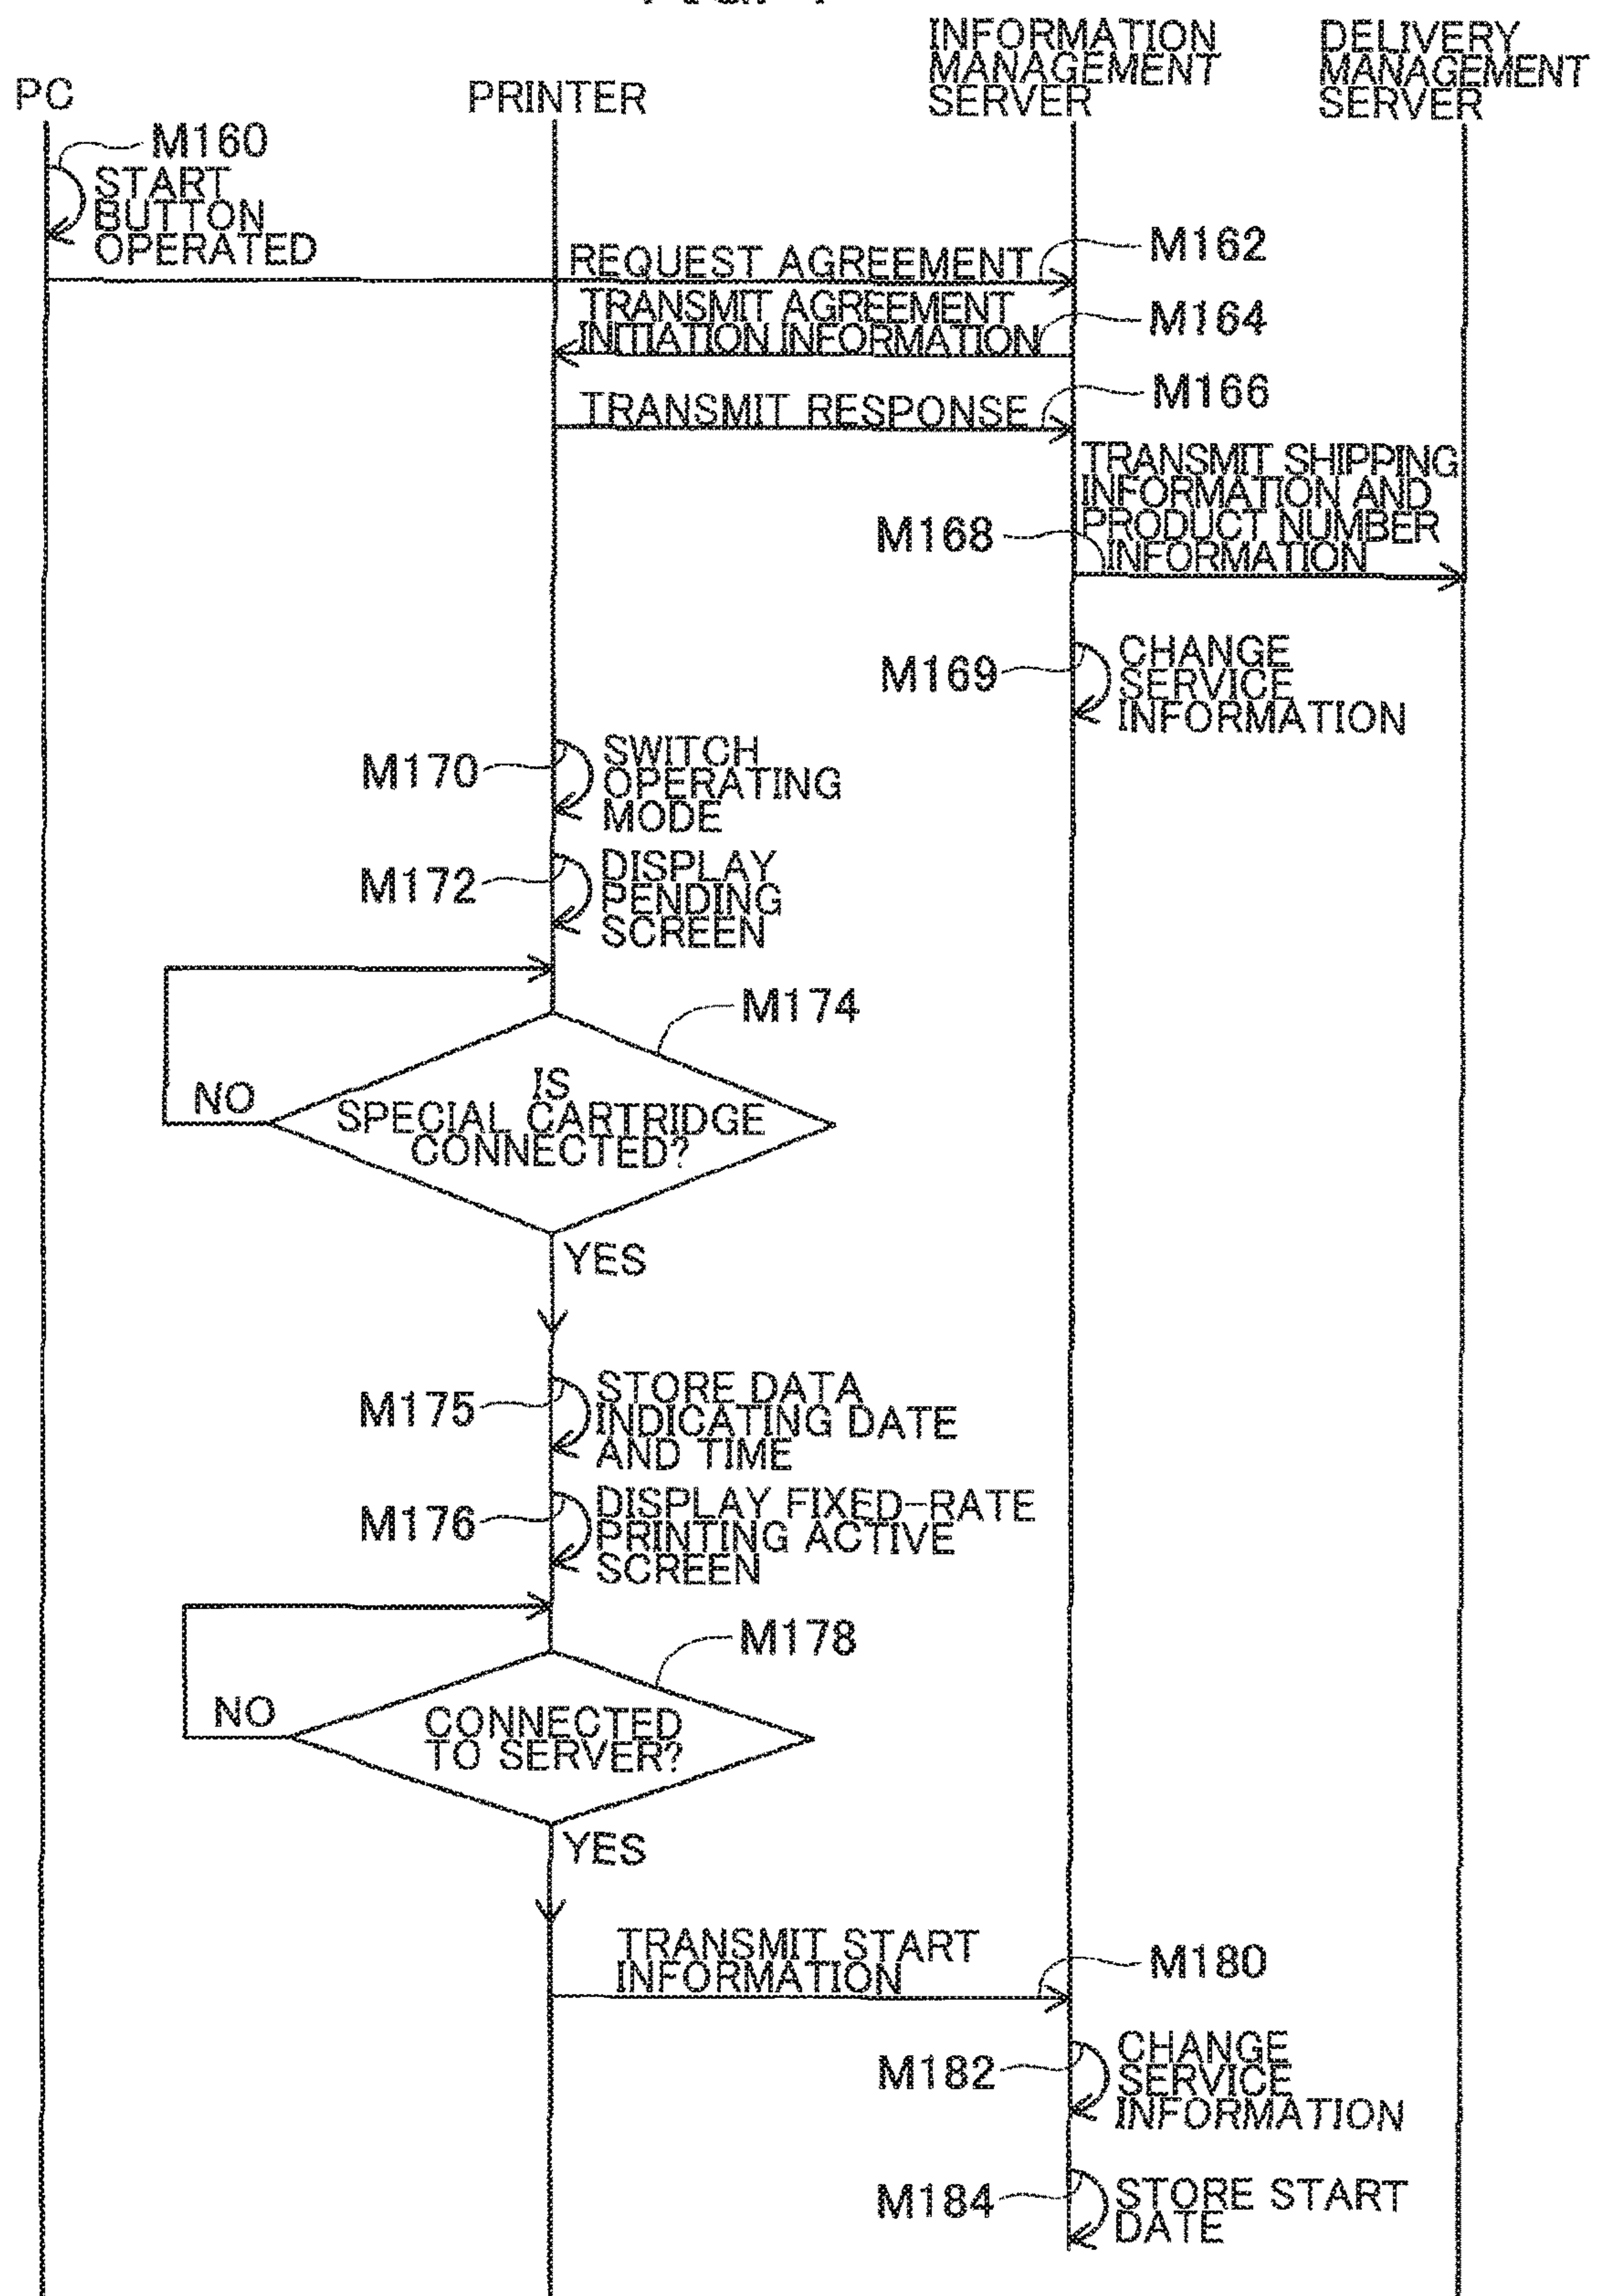 PC
PRINTER
INFORMATION
MANAGEMENT
SERVER
DELIVERY
MANAGEMENT
SERVER
M160
START
BUTTON
OPERATED
REQUEST AGREEMENT
M162
TRANSMIT AGREEMENT
INITIATION INFORMATION
M164
TRANSMIT RESPONSE
M166
TRANSMIT SHIPPING
INFORMATION AND
PRODUCT NUMBER
INFORMATION
M168
M169
CHANGE
SERVICE
INFORMATION
M170
SWITCH
OPERATING
MODE
M172
DISPLAY
PENDING
SCREEN
M174
NO
IS
SPECIAL CARTRIDGE
CONNECTED?
YES
M175
STORE DATA
INDICATING DATE
AND TIME
M176
DISPLAY FIXED-RATE
PRINTING ACTIVE
SCREEN
M178
NO
CONNECTED
TO SERVER?
YES
TRANSMIT START
INFORMATION
M180
M182
CHANGE
SERVICE
INFORMATION
M184
STORE START
DATE